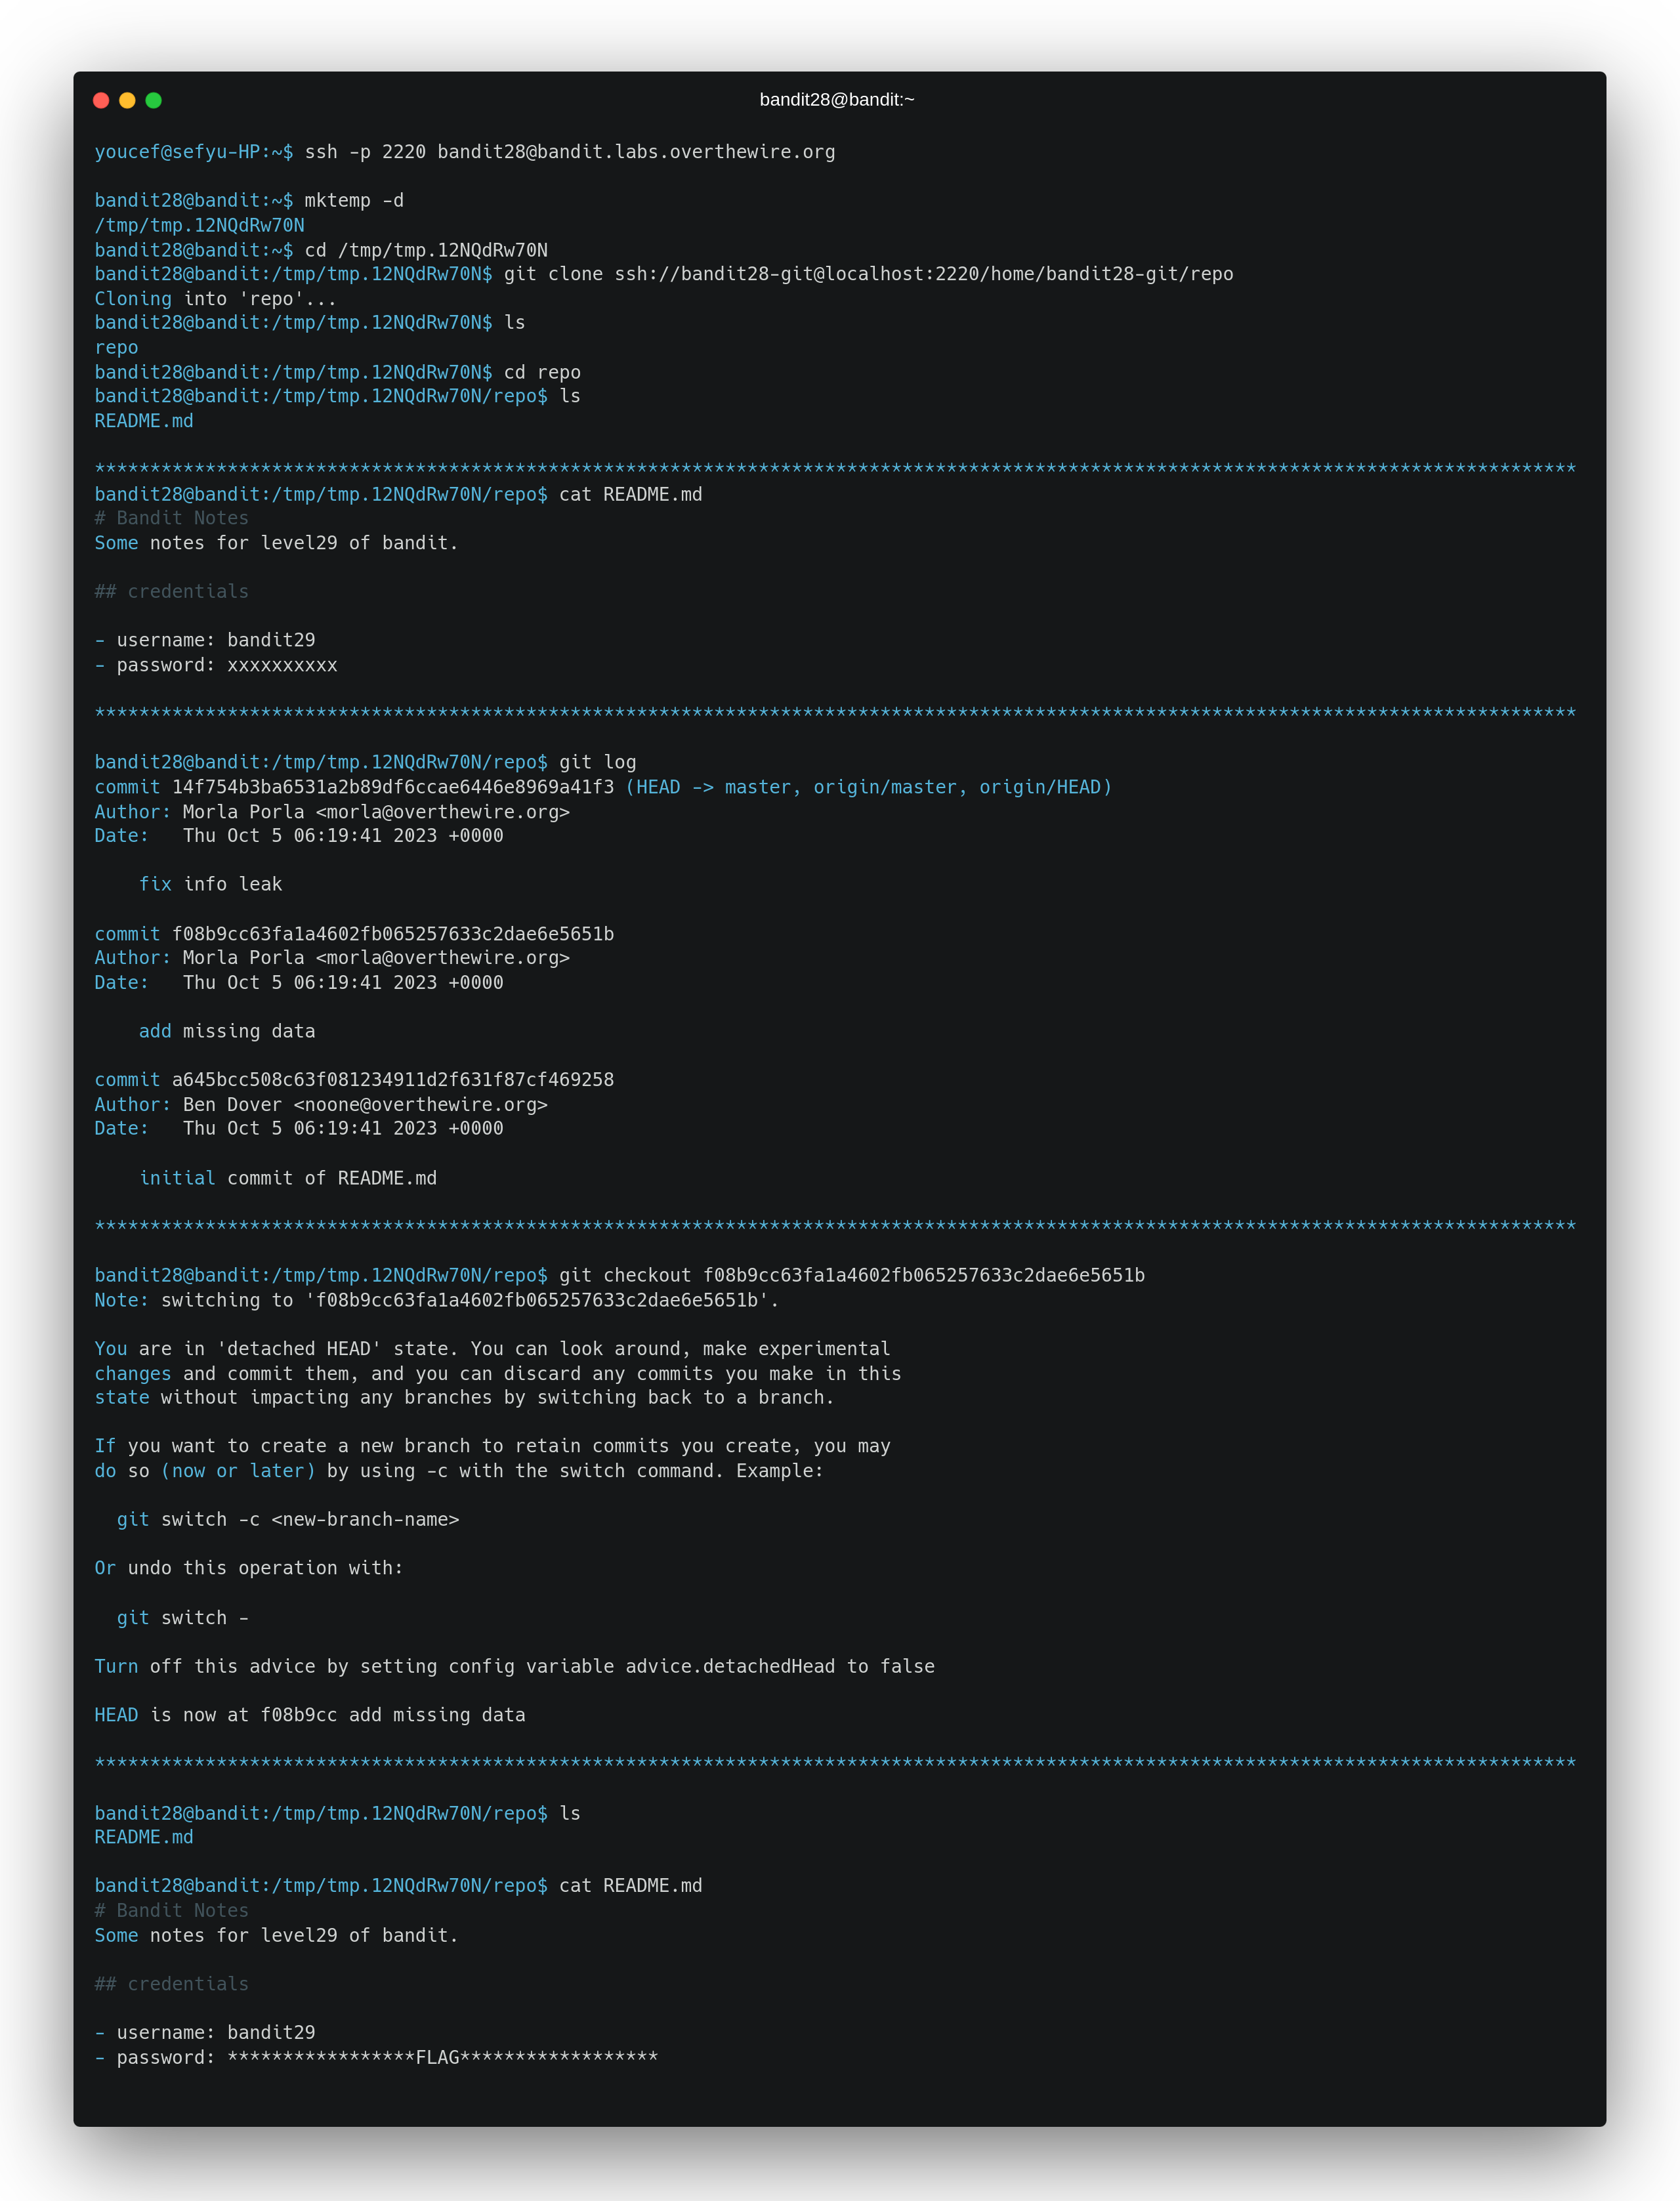 bandit28@bandit:~
youcef@sefyu-HP:~$ ssh -p 2220 bandit28@bandit.labs.overthewire.org
bandit28@bandit:~$ mktemp -d
/tmp/tmp.12NQdRw70N
bandit28@bandit:~$ cd /tmp/tmp.12NQdRw70N
bandit28@bandit:/tmp/tmp.12NQdRw70N$ git clone ssh://bandit28-git@localhost:2220/home/bandit28-git/repo
Cloning into 'repo'...
bandit28@bandit:/tmp/tmp.12NQdRw70N$ ls
repo
bandit28@bandit:/tmp/tmp.12NQdRw70N$ cd repo
bandit28@bandit:/tmp/tmp.12NQdRw70N/repo$ ls
README.md
**************************************************************************************************************************************
bandit28@bandit:/tmp/tmp.12NQdRw70N/repo$ cat README.md
# Bandit Notes
Some notes for level29 of bandit.
## credentials
- username: bandit29
- password: xxxxxxxxxx
**************************************************************************************************************************************
bandit28@bandit:/tmp/tmp.12NQdRw70N/repo$ git log
commit 14f754b3ba6531a2b89df6ccae6446e8969a41f3 (HEAD -> master, origin/master, origin/HEAD)
Author: Morla Porla <morla@overthewire.org>
Date:   Thu Oct 5 06:19:41 2023 +0000
    fix info leak
commit f08b9cc63fa1a4602fb065257633c2dae6e5651b
Author: Morla Porla <morla@overthewire.org>
Date:   Thu Oct 5 06:19:41 2023 +0000
    add missing data
commit a645bcc508c63f081234911d2f631f87cf469258
Author: Ben Dover <noone@overthewire.org>
Date:   Thu Oct 5 06:19:41 2023 +0000
    initial commit of README.md
**************************************************************************************************************************************
bandit28@bandit:/tmp/tmp.12NQdRw70N/repo$ git checkout f08b9cc63fa1a4602fb065257633c2dae6e5651b
Note: switching to 'f08b9cc63fa1a4602fb065257633c2dae6e5651b'.
You are in 'detached HEAD' state. You can look around, make experimental
changes and commit them, and you can discard any commits you make in this
state without impacting any branches by switching back to a branch.
If you want to create a new branch to retain commits you create, you may
do so (now or later) by using -c with the switch command. Example:
  git switch -c <new-branch-name>
Or undo this operation with:
  git switch -
Turn off this advice by setting config variable advice.detachedHead to false
HEAD is now at f08b9cc add missing data
**************************************************************************************************************************************
bandit28@bandit:/tmp/tmp.12NQdRw70N/repo$ ls
README.md
bandit28@bandit:/tmp/tmp.12NQdRw70N/repo$ cat README.md
# Bandit Notes
Some notes for level29 of bandit.
## credentials
- username: bandit29
- password: *****************FLAG******************